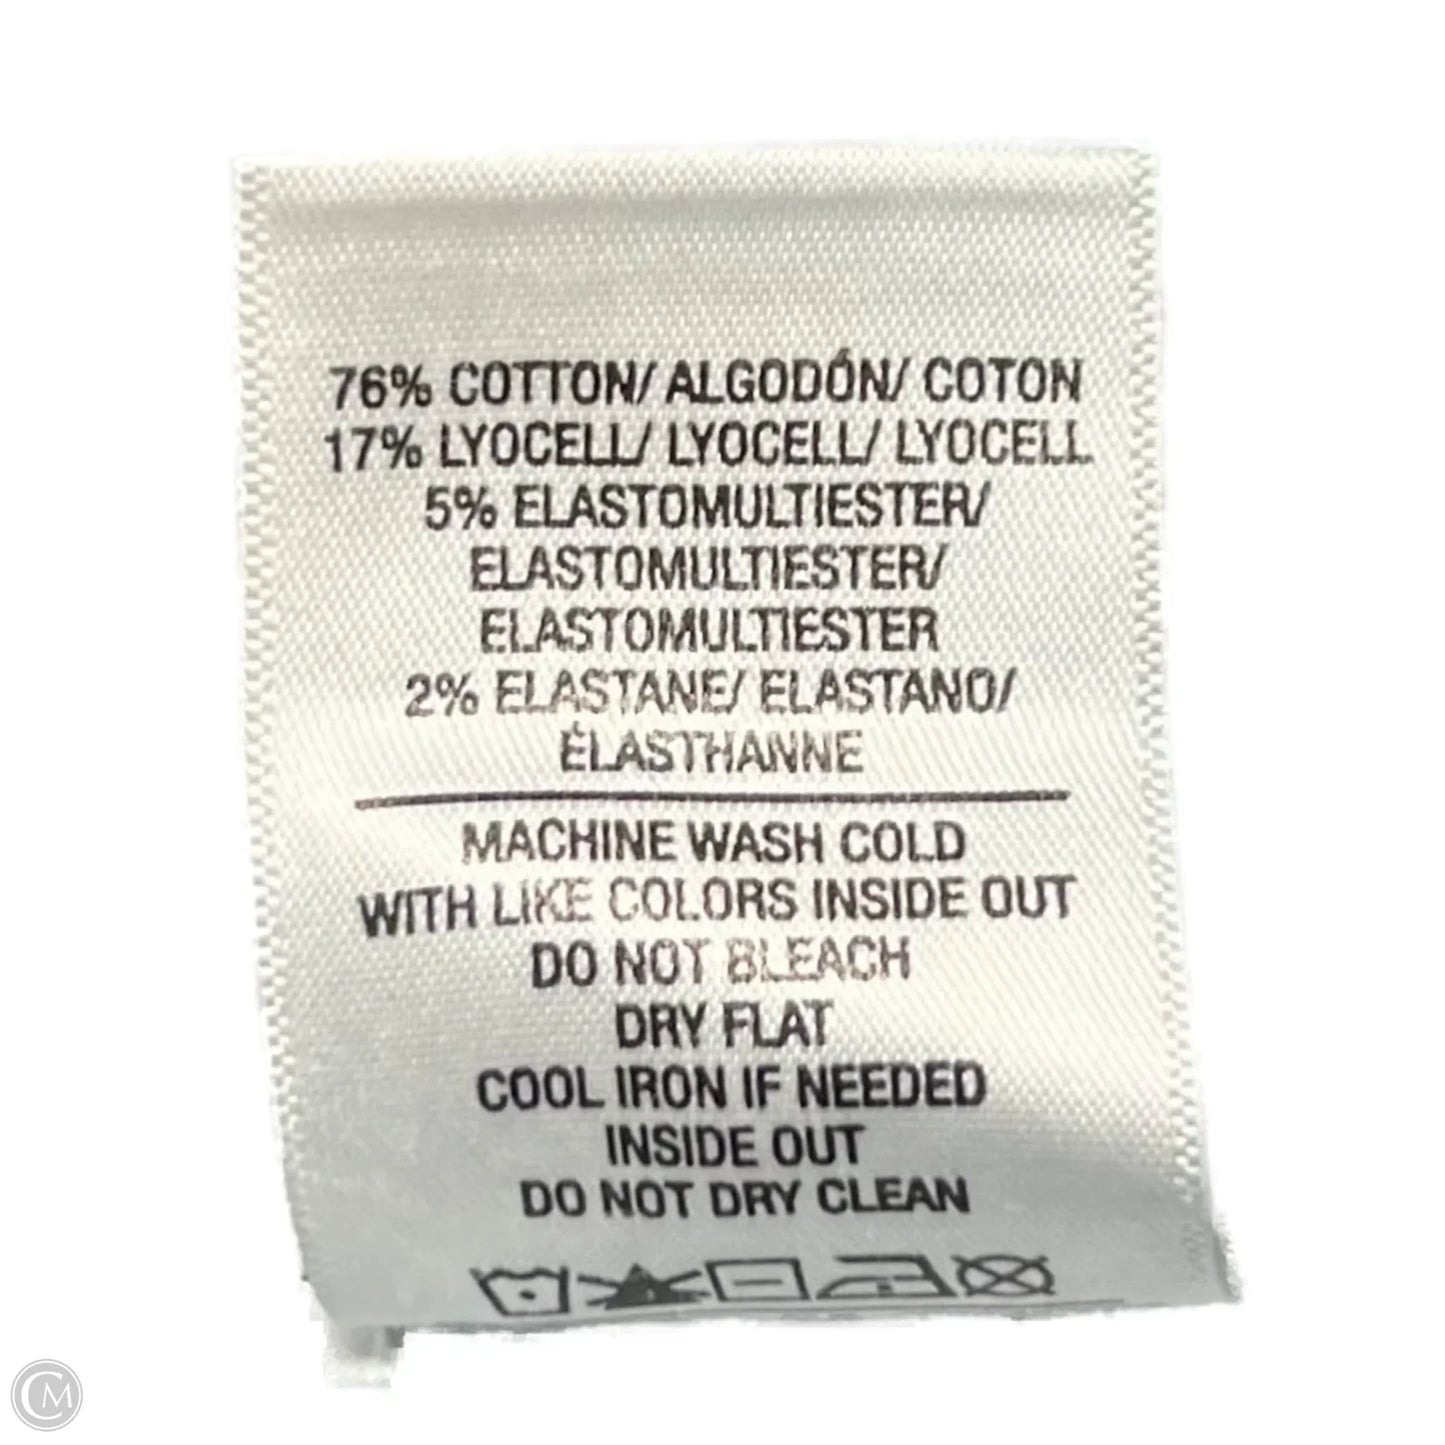 76% COTTON/ ALGODÓN/ COTON
17% LYOCELL/ LYOCELL/ LYOCELL
5% ELASTOMULTIESTER/
ELASTOMULTIESTER/
ELASTOMULTIESTER
2% ELASTANE/ ELASTANO/
ÉLASTHANNE
MACHINE WASH COLD
WITH LIKE COLORS INSIDE OUT
DO NOT BLEACH
DRY FLAT
COOL IRON IF NEEDED
INSIDE OUT
DO NOT DRY CLEAN
CM